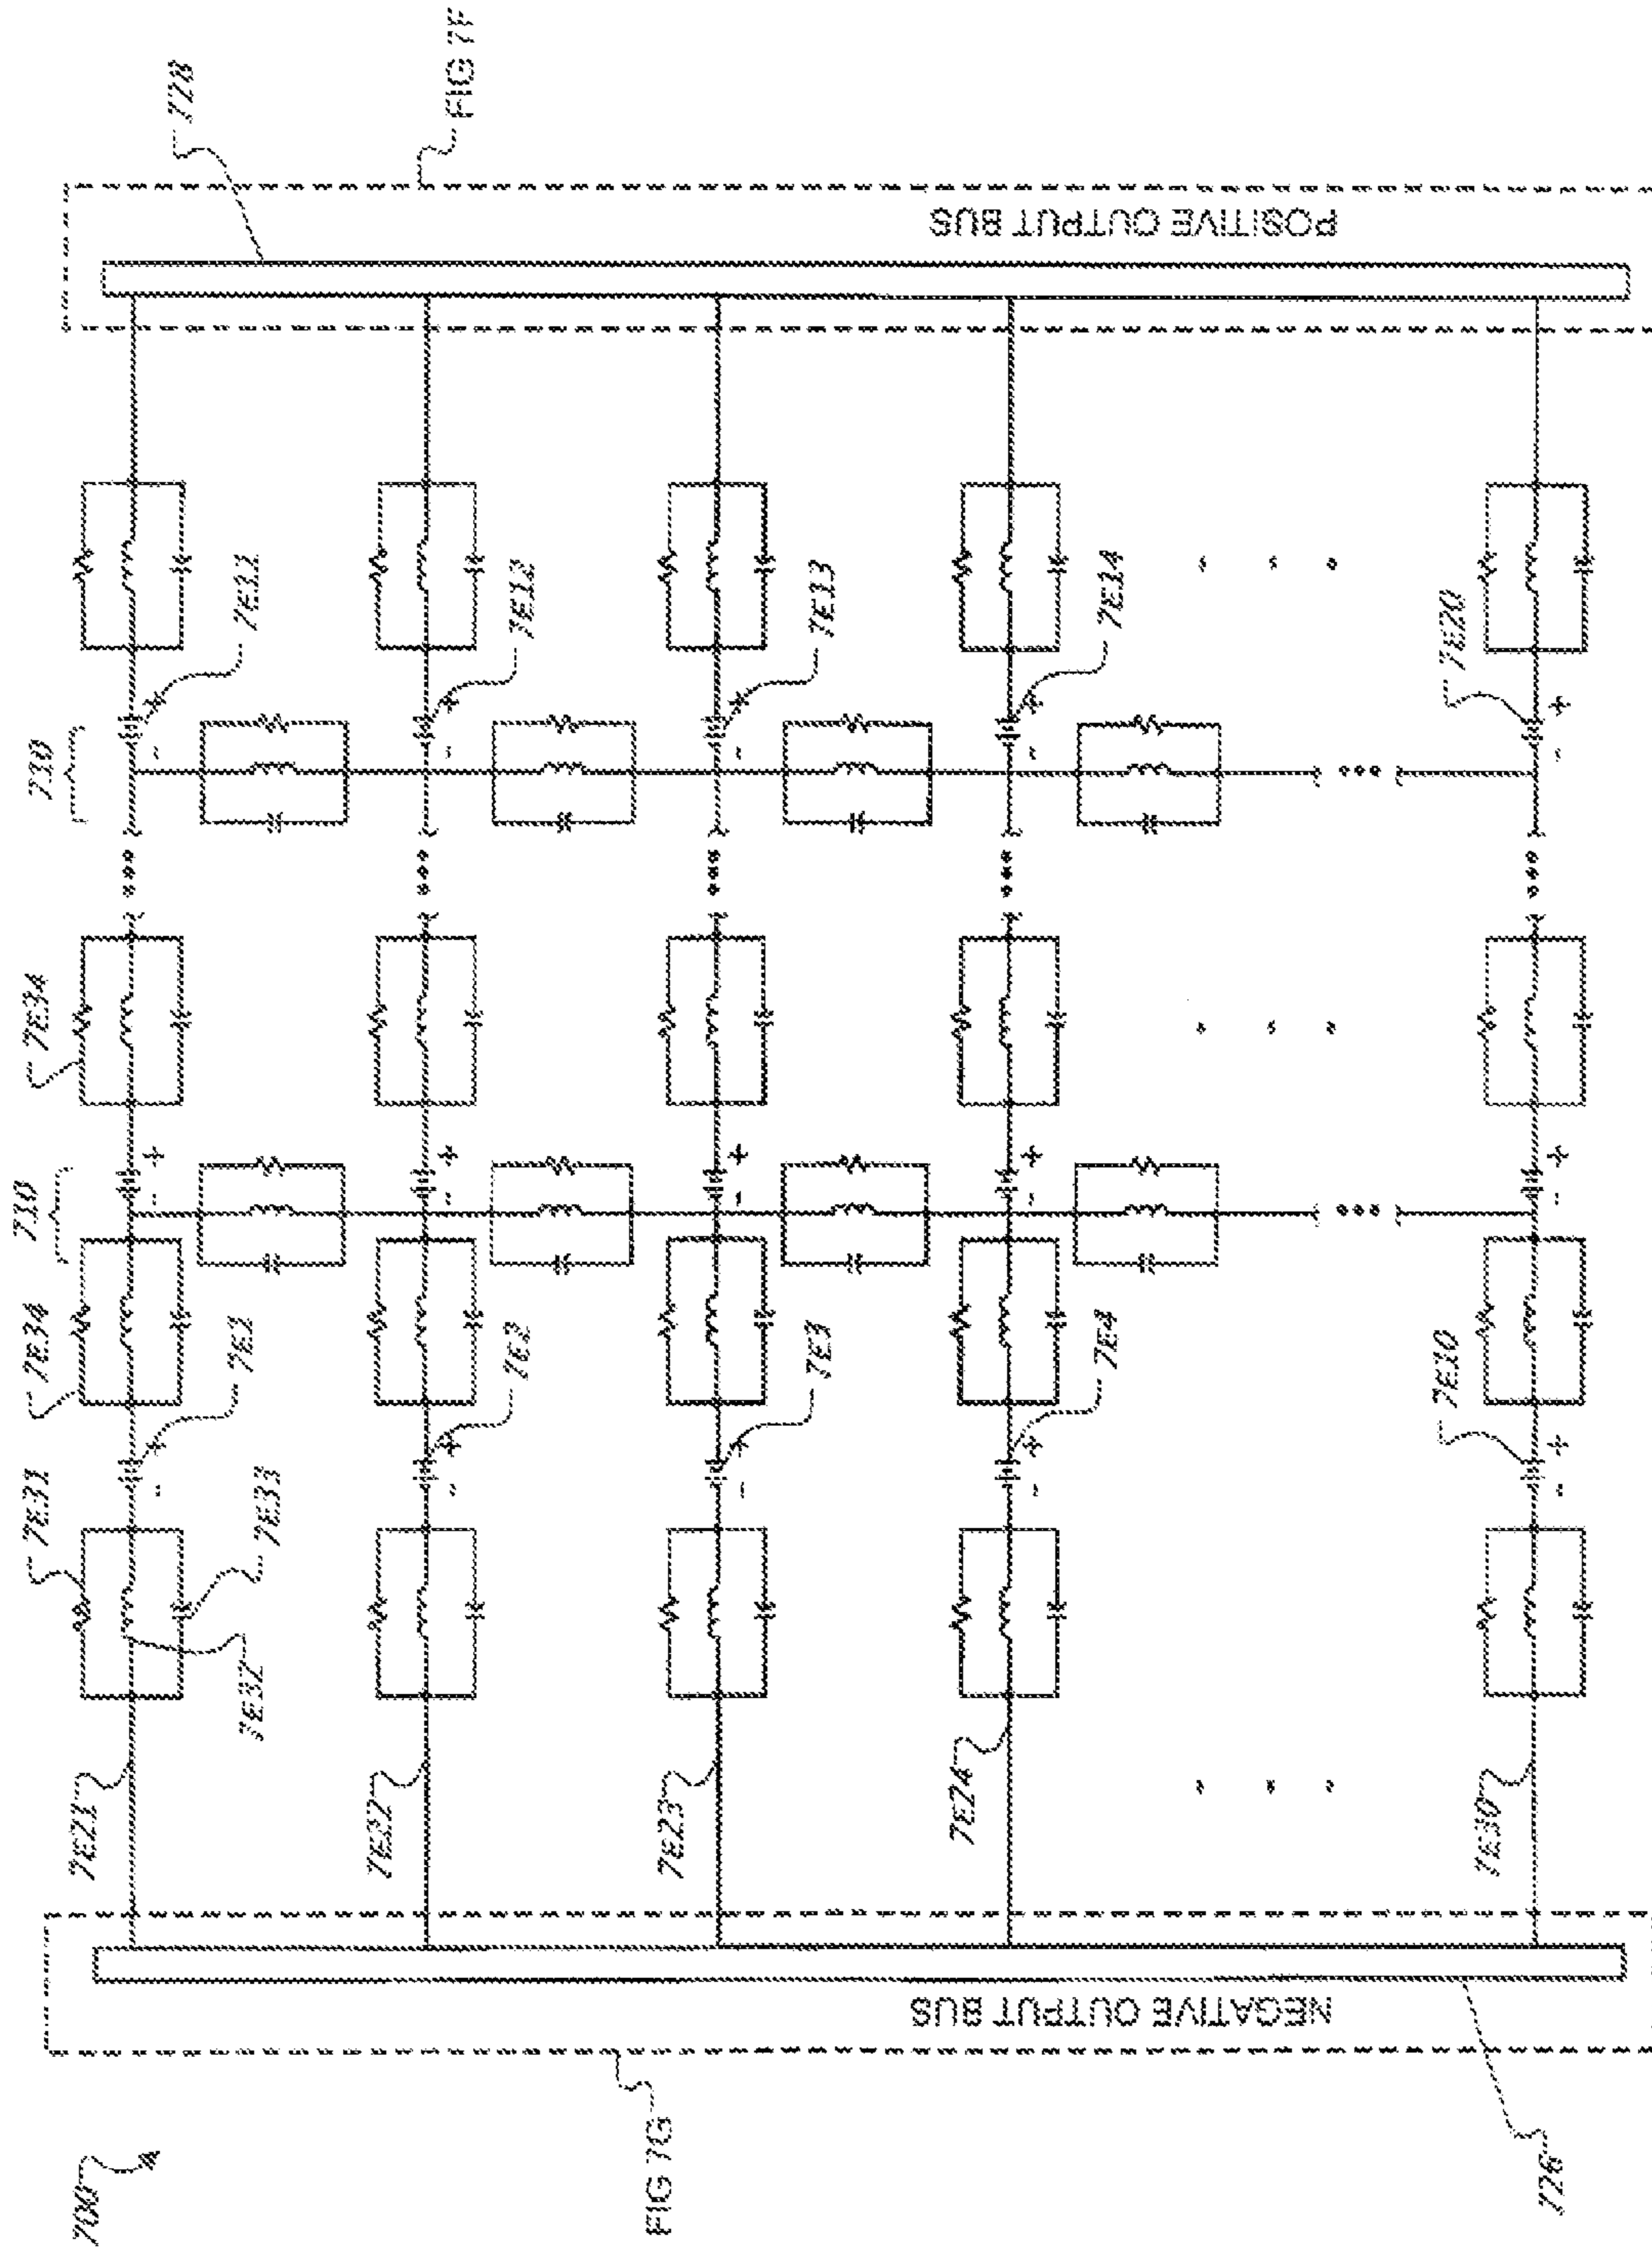 7E31
7E34
710
7E34
710
700
7E21
728
7E32
7E33
7E1
7E11
7E22
FIG 7F
7E2
7E12
FIG 7G
7E23
7E3
7E13
7E24
7E4
7E14
NEGATIVE OUTPUT BUS
POSITIVE OUTPUT BUS
7E10
7E20
7E30
726